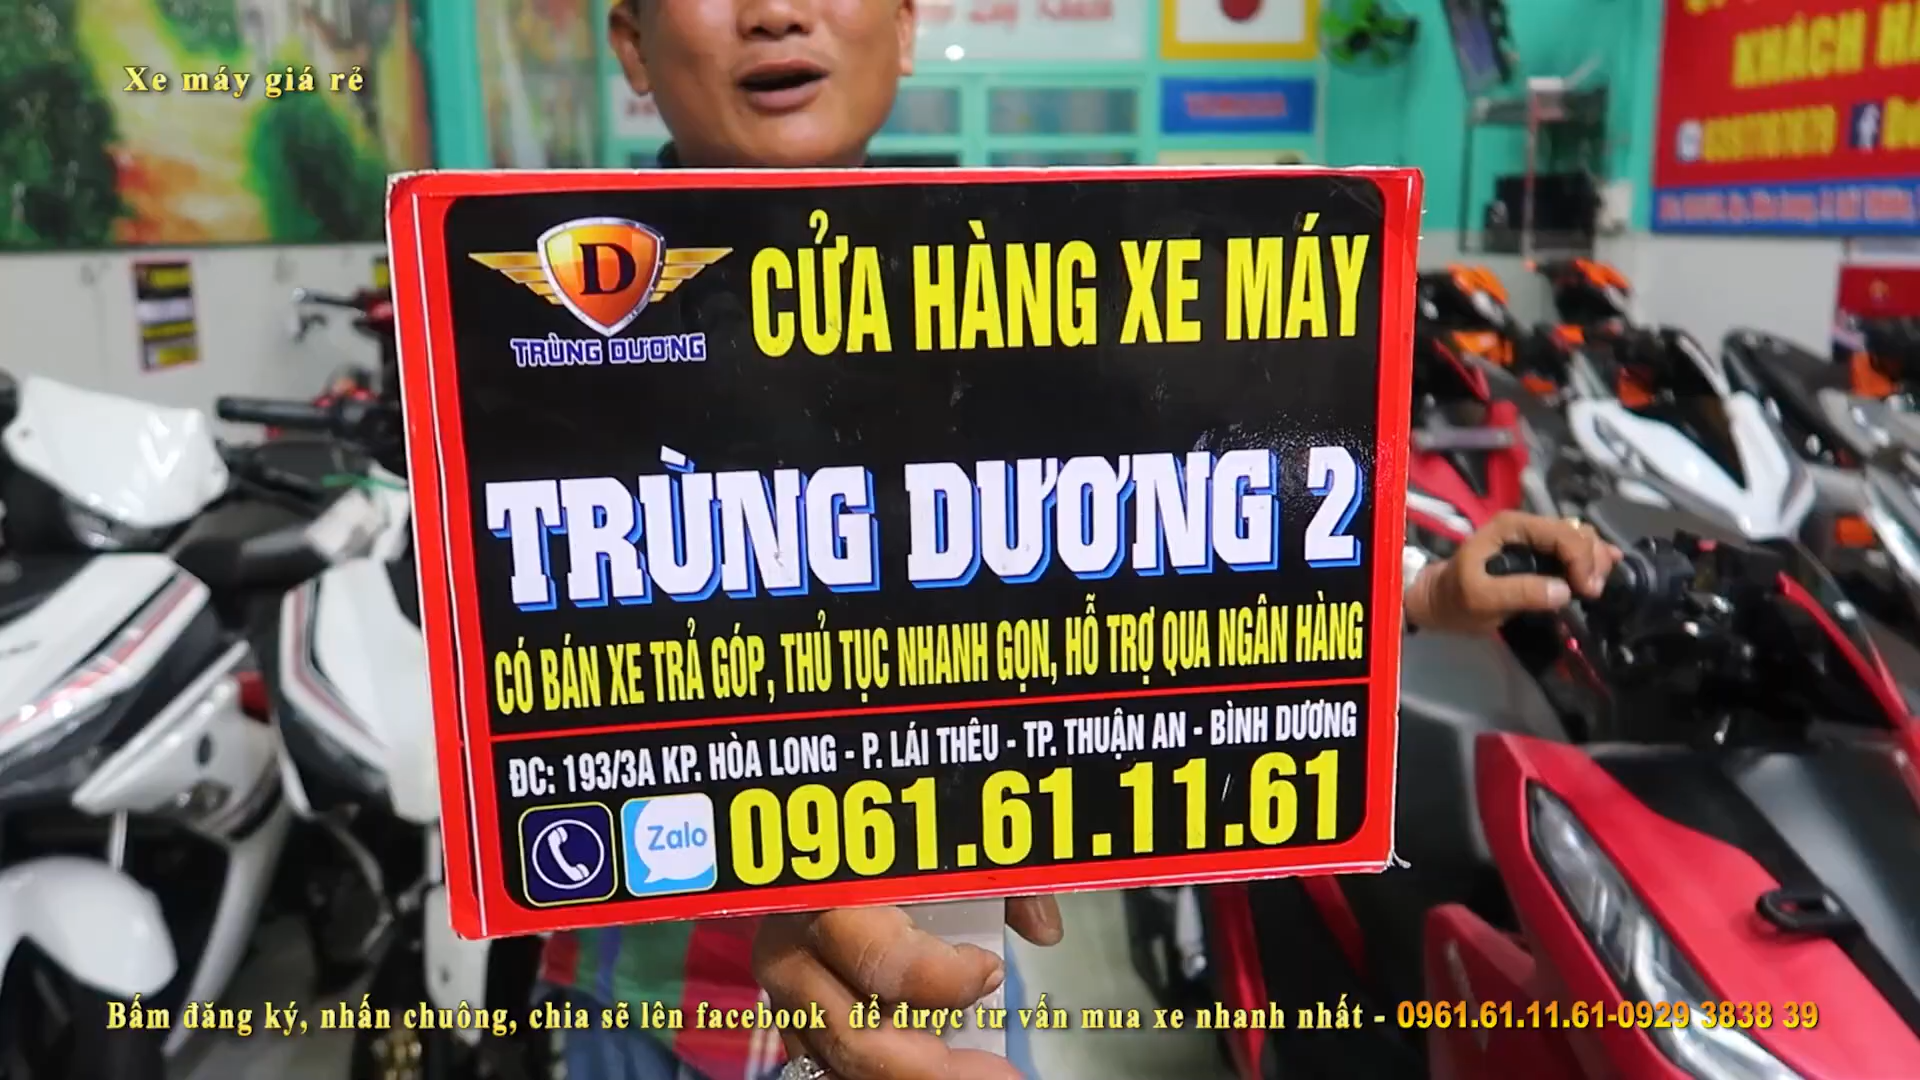 Xe máy giá rẻ
KHÁCH HÀ
D
TRÙNG DƯƠNG
CỬA HÀNG XE MÁY
TRÙNG DƯƠNG 2
CÓ BÁN XE TRẢ GÓP, THỦ TỤC NHANH GỌN, HỖ TRỢ QUA NGÂN HÀNG
ĐC: 193/3A KP. HÒA LONG - P. LÁI THÊU - TP. THUẬN AN - BÌNH DƯƠNG
Zalo 0961.61.11.61
Bấm đăng ký, nhấn chuông, chia sẽ lên facebook để được tư vấn mua xe nhanh nhất - 0961.61.11.61-0929 3838 39